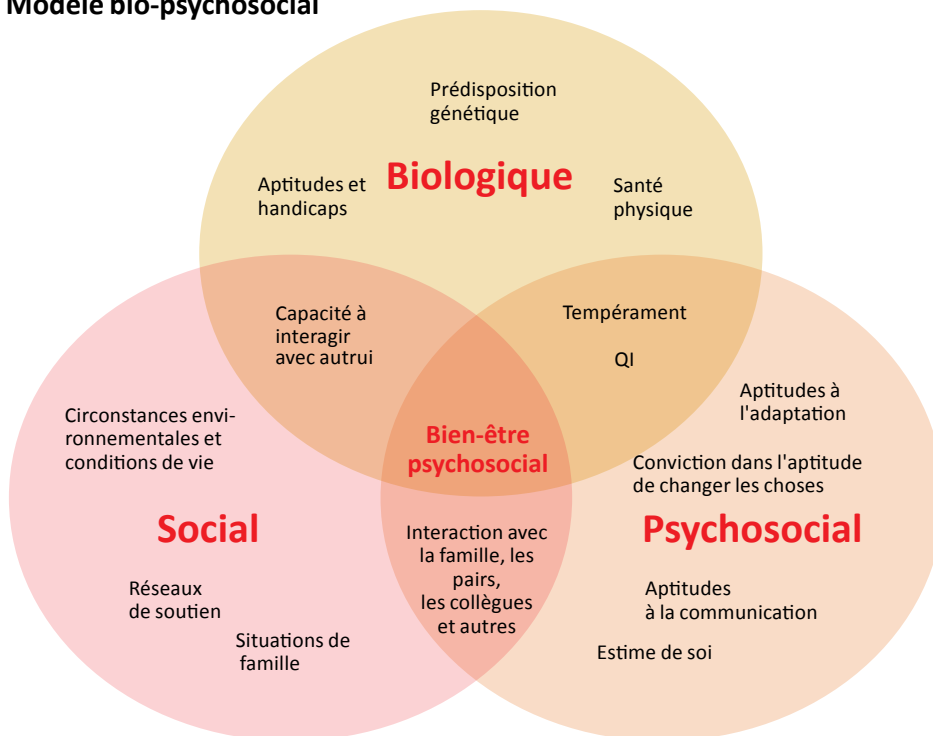 Modèle bio-psychosocial
Prédisposition
génétique
Biologique
Aptitudes et
handicaps
Santé
physique
Capacité à
interagir
avec autrui
Tempérament
QI
Circonstances envi-
ronnementales et
conditions de vie
Bien-être
psychosocial
Aptitudes à
l'adaptation
Conviction dans l'aptitude
de changer les choses
Social
Interaction avec
la famille, les
pairs,
les collègues
et autres
Psychosocial
Réseaux
de soutien
Situations de
famille
Aptitudes
à la communication
Estime de soi